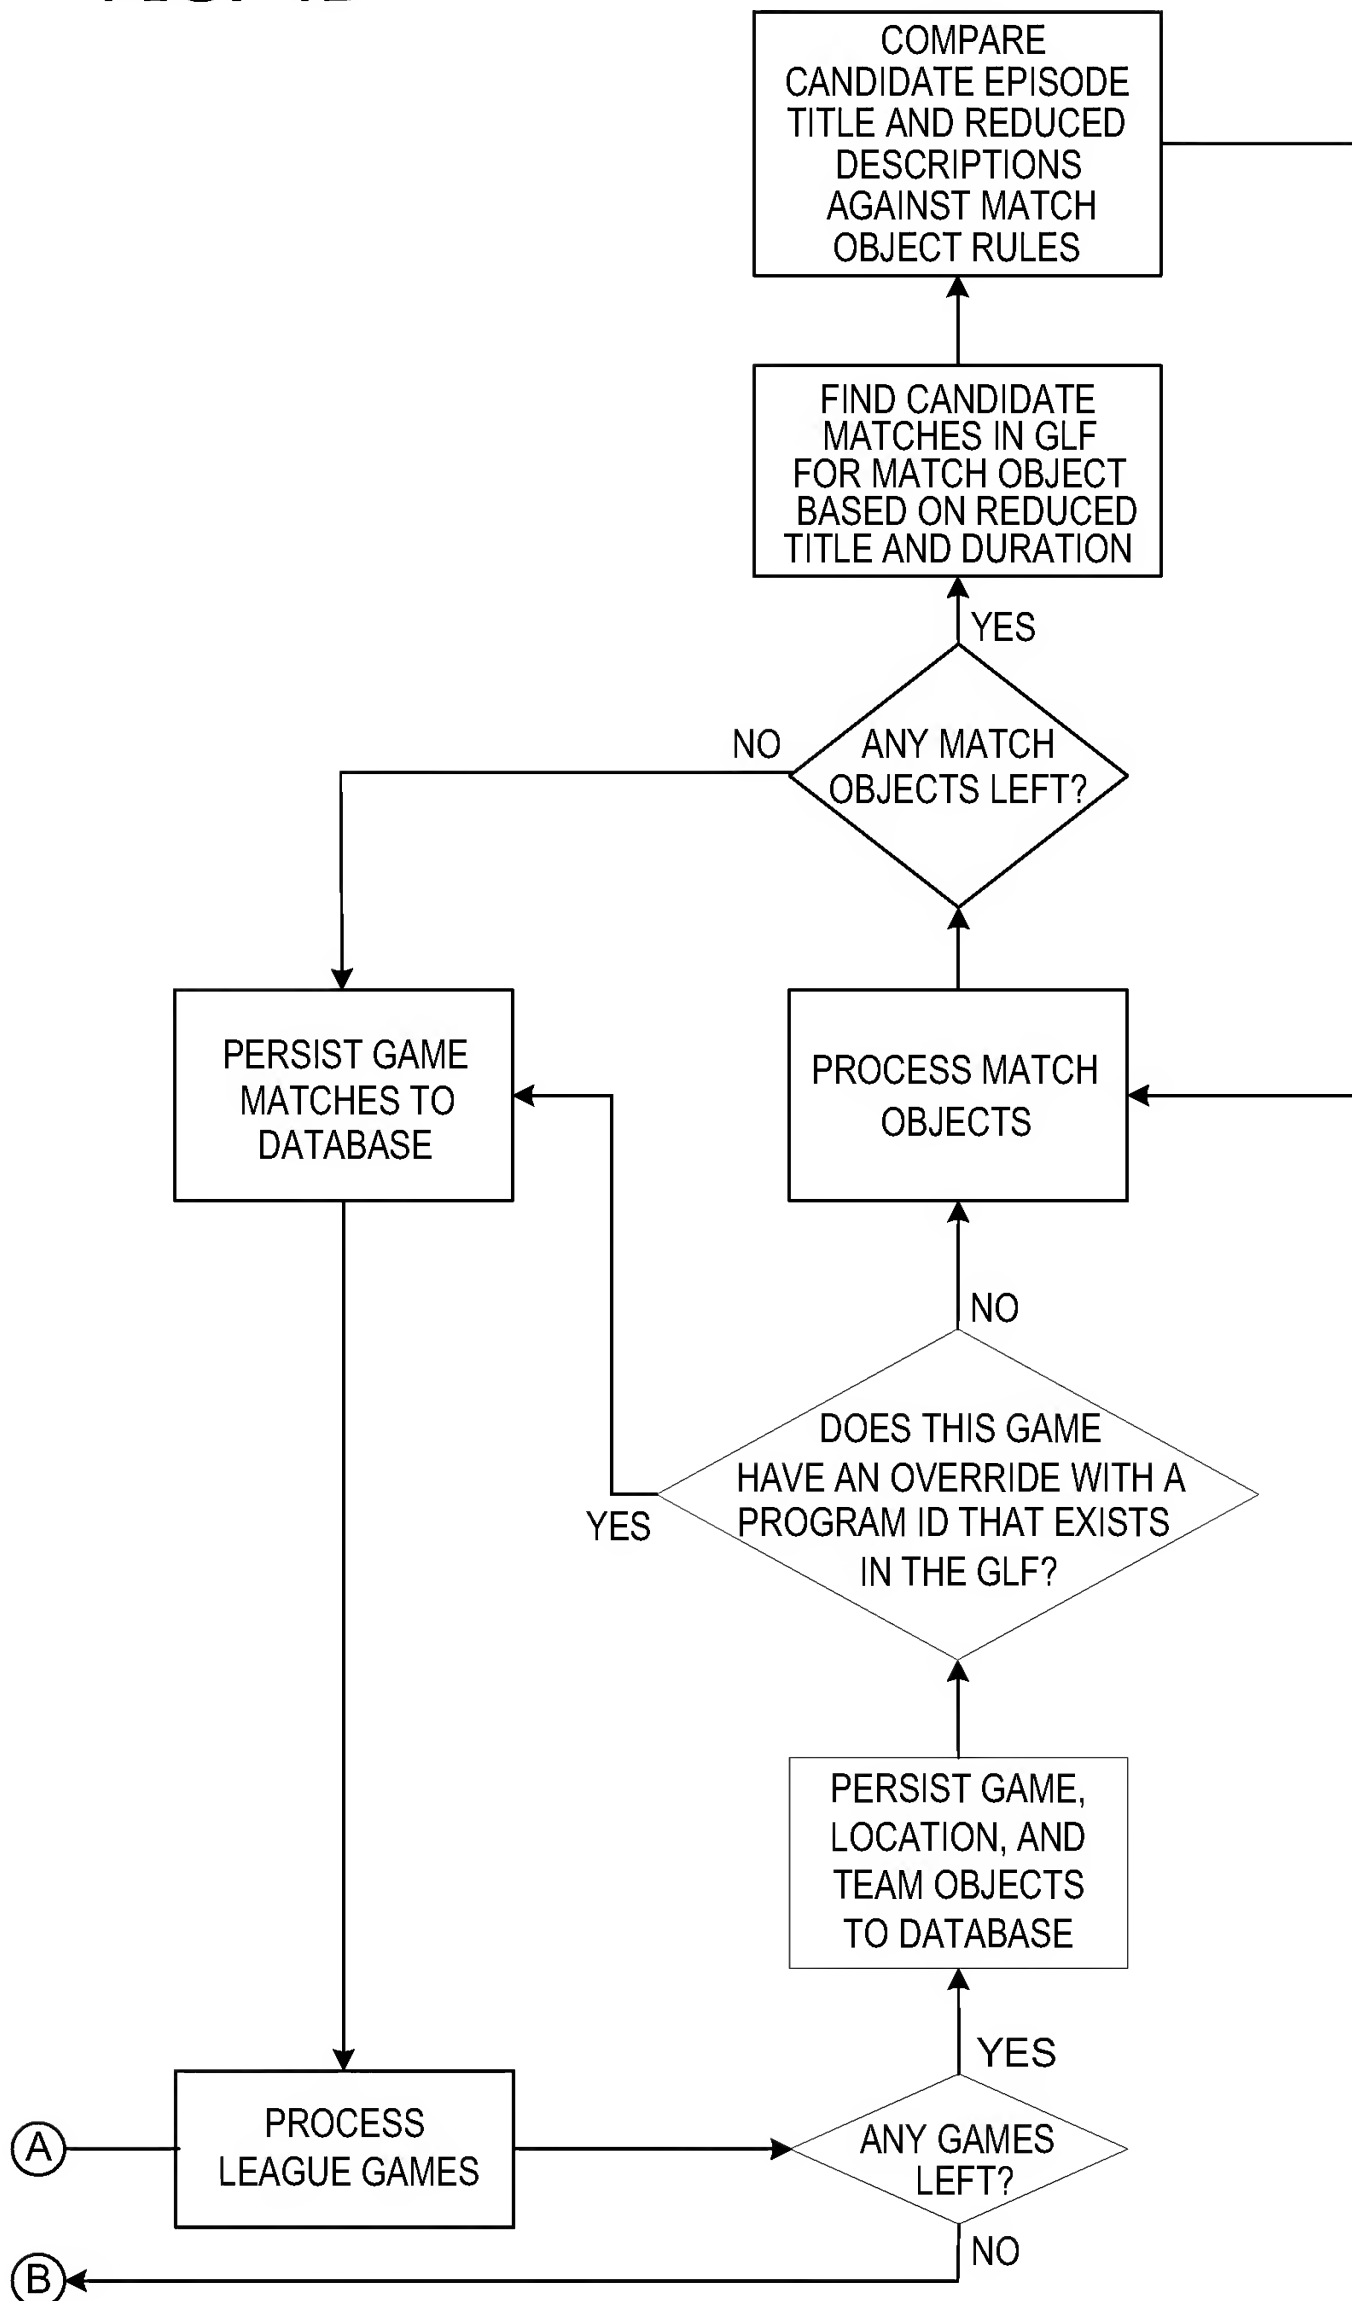 COMPARE
CANDIDATE EPISODE
TITLE AND REDUCED
DESCRIPTIONS
AGAINST MATCH
OBJECT RULES
FIND CANDIDATE
MATCHES IN GLF
FOR MATCH OBJECT
BASED ON REDUCED
TITLE AND DURATION
YES
NO
ANY MATCH
OBJECTS LEFT?
PERSIST GAME
MATCHES TO
DATABASE
PROCESS MATCH
OBJECTS
NO
DOES THIS GAME
HAVE AN OVERRIDE WITH A
PROGRAM ID THAT EXISTS
IN THE GLF?
YES
PERSIST GAME,
LOCATION, AND
TEAM OBJECTS
TO DATABASE
YES
A
PROCESS
LEAGUE GAMES
ANY GAMES
LEFT?
NO
B